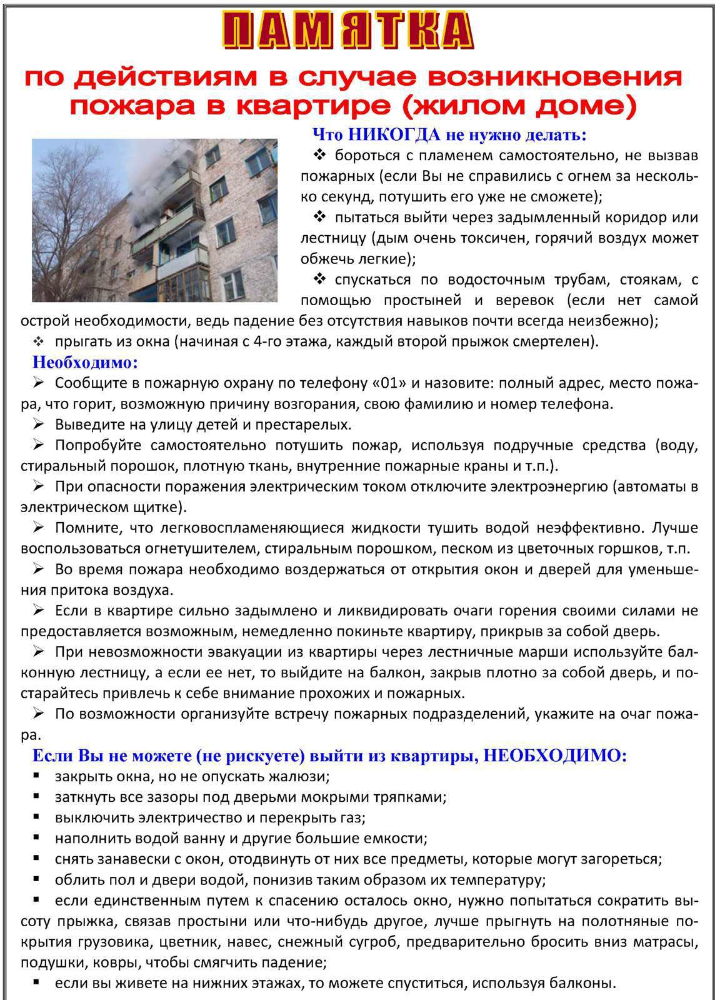 ПАМЯТКА
по действиям в случае возникновения
пожара в квартире (жилом доме)
Что НИКОГДА не нужно делать:
❖ бороться с пламенем самостоятельно, не вызвав
пожарных (если Вы не справились с огнем за несколь-
ко секунд, потушить его уже не сможете);
❖ пытаться выйти через задымленный коридор или
лестницу (дым очень токсичен, горячий воздух может
обжечь легкие);
❖ спускаться по водосточным трубам, стоякам, с
помощью простыней и веревок (если нет самой
острой необходимости, ведь падение без отсутствия навыков почти всегда неизбежно);
❖ прыгать из окна (начиная с 4-го этажа, каждый второй прыжок смертелен).
Необходимо:
➢ Сообщите в пожарную охрану по телефону «01» и назовите: полный адрес, место пожа-
ра, что горит, возможную причину возгорания, свою фамилию и номер телефона.
➢ Выведите на улицу детей и престарелых.
➢ Попробуйте самостоятельно потушить пожар, используя подручные средства (воду,
стиральный порошок, плотную ткань, внутренние пожарные краны и т.п.).
➢ При опасности поражения электрическим током отключите электроэнергию (автоматы в
электрическом щитке).
➢ Помните, что легковоспламеняющиеся жидкости тушить водой неэффективно. Лучше
воспользоваться огнетушителем, стиральным порошком, песком из цветочных горшков, т.п.
➢ Во время пожара необходимо воздержаться от открытия окон и дверей для уменьше-
ния притока воздуха.
➢ Если в квартире сильно задымлено и ликвидировать очаги горения своими силами не
предоставляется возможным, немедленно покиньте квартиру, прикрыв за собой дверь.
➢ При невозможности эвакуации из квартиры через лестничные марши используйте бал-
конную лестницу, а если ее нет, то выйдите на балкон, закрыв плотно за собой дверь, и по-
старайтесь привлечь к себе внимание прохожих и пожарных.
➢ По возможности организуйте встречу пожарных подразделений, укажите на очаг пожа-
ра.
Если Вы не можете (не рискуете) выйти из квартиры, НЕОБХОДИМО:
▪ закрыть окна, но не опускать жалюзи;
▪ заткнуть все зазоры под дверьми мокрыми тряпками;
▪ выключить электричество и перекрыть газ;
▪ наполнить водой ванну и другие большие емкости;
▪ снять занавески с окон, отодвинуть от них все предметы, которые могут загореться;
▪ облить пол и двери водой, понизив таким образом их температуру;
▪ если единственным путем к спасению осталось окно, нужно попытаться сократить вы-
соту прыжка, связав простыни или что-нибудь другое, лучше прыгнуть на полотняные по-
крытия грузовика, цветник, навес, снежный сугроб, предварительно бросить вниз матрасы,
подушки, ковры, чтобы смягчить падение;
▪ если вы живете на нижних этажах, то можете спуститься, используя балконы.